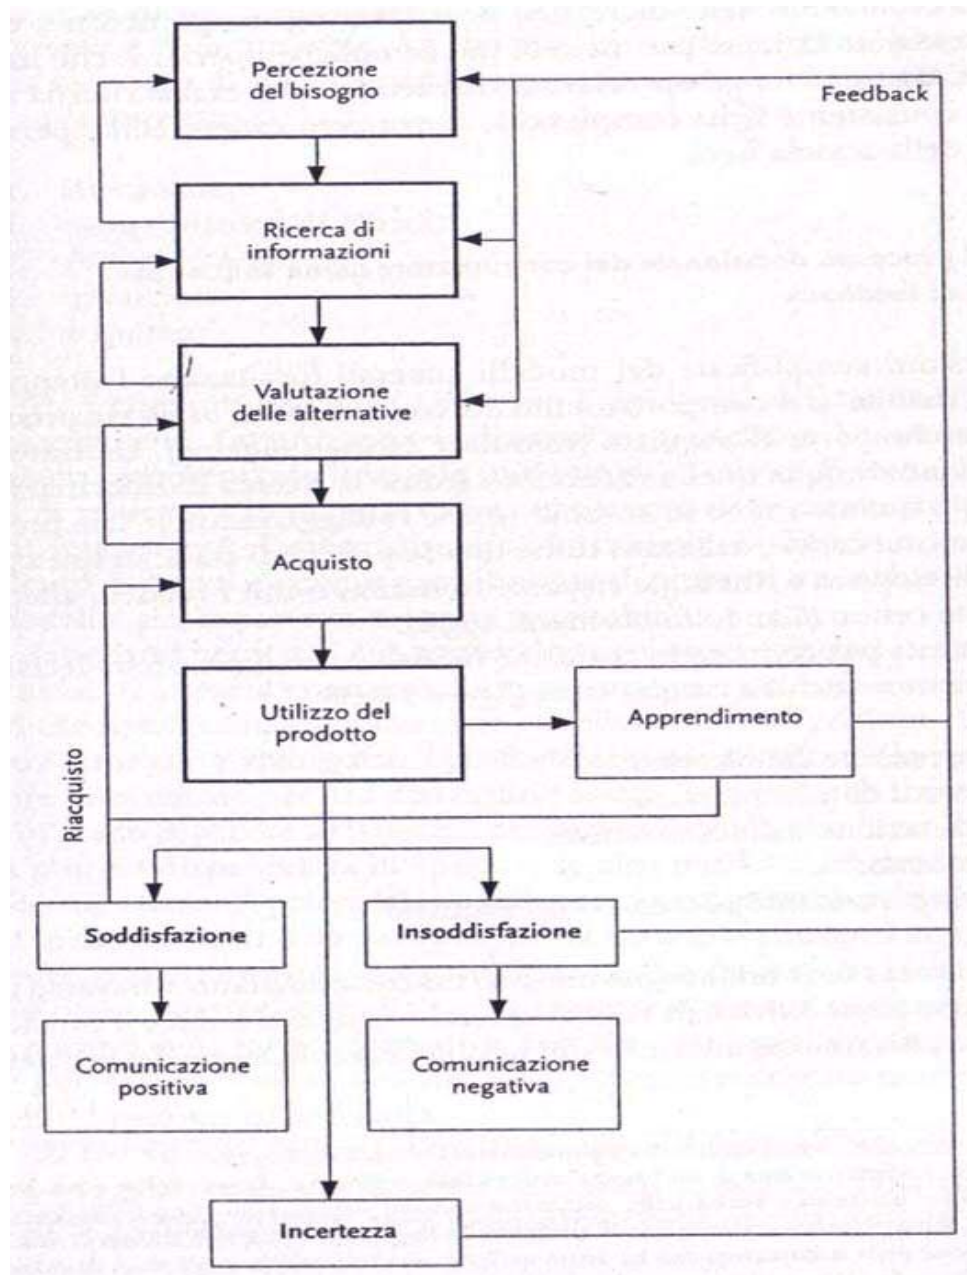 Percezione
del bisogno
Feedback
Ricerca di
informazioni
Valutazione
delle alternative
Acquisto
Utilizzo del
prodotto
Apprendimento
Riacquisto
Soddisfazione
Insoddisfazione
Comunicazione
positiva
Comunicazione
negativa
Incertezza